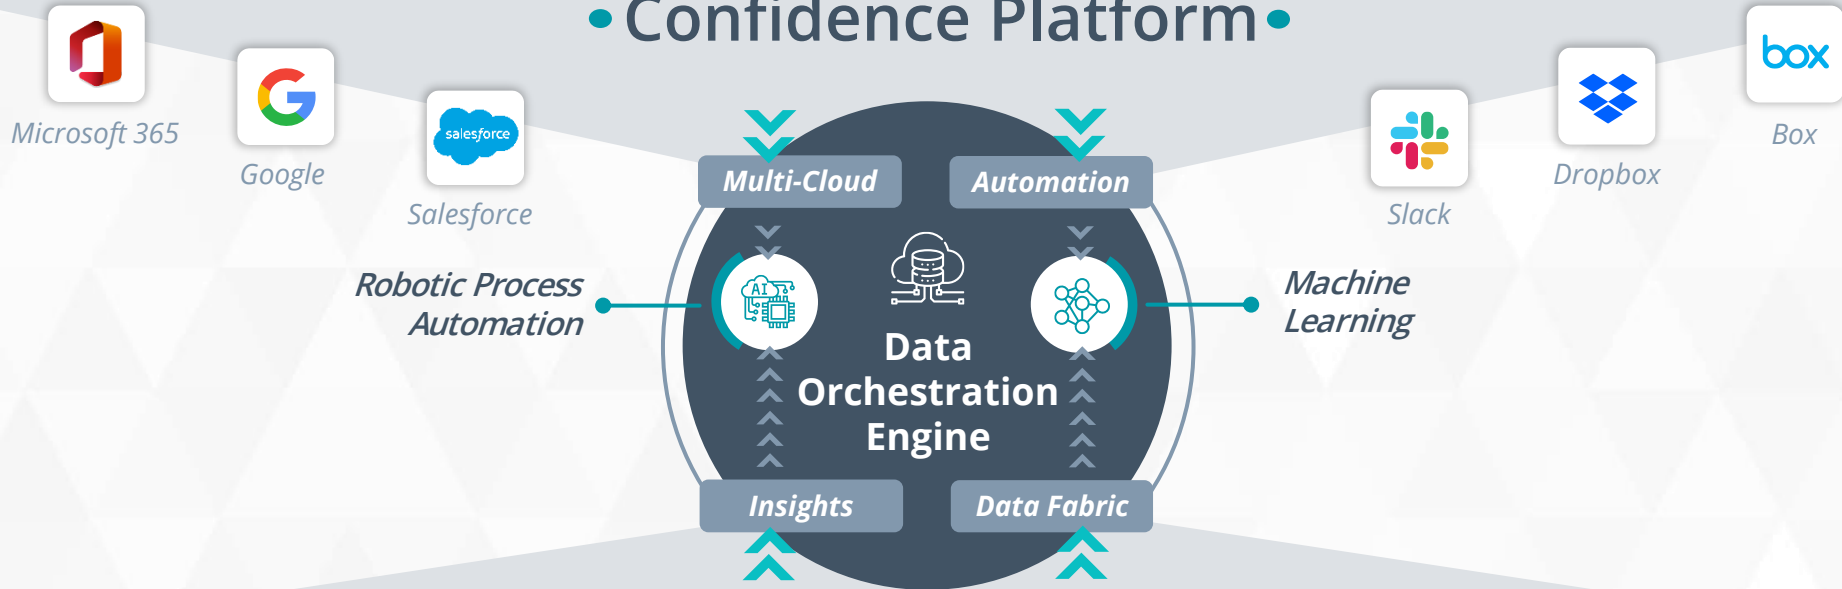 Confidence Platform
Microsoft 365
Google
salesforce
Salesforce
Slack
Dropbox
box
Box
Multi-Cloud
Automation
Robotic Process
Automation
AI
Machine
Learning
Data
Orchestration
Engine
Insights
Data Fabric